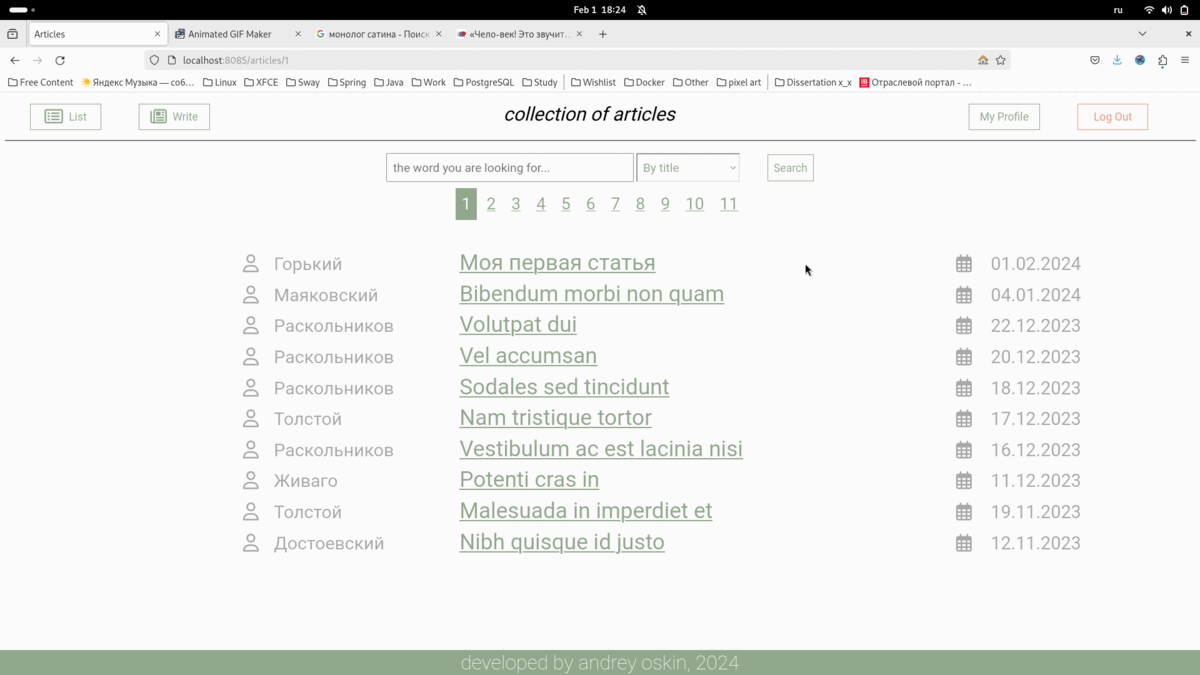 Feb 1 18:24
ru
Articles
Animated GIF Maker
монолог сатина - Поиск
«Чело-век! Это звучит…
localhost:8085/articles/1
Free Content Яндекс Музыка — соб… Linux XFCE Sway Spring Java Work PostgreSQL Study Wishlist Docker Other pixel art Dissertation x_x Отраслевой портал - …
List Write collection of articles My Profile Log Out
the word you are looking for... By title Search
1 2 3 4 5 6 7 8 9 10 11
Горький Моя первая статья 01.02.2024
Маяковский Bibendum morbi non quam 04.01.2024
Раскольников Volutpat dui 22.12.2023
Раскольников Vel accumsan 20.12.2023
Раскольников Sodales sed tincidunt 18.12.2023
Толстой Nam tristique tortor 17.12.2023
Раскольников Vestibulum ac est lacinia nisi 16.12.2023
Живаго Potenti cras in 11.12.2023
Толстой Malesuada in imperdiet et 19.11.2023
Достоевский Nibh quisque id justo 12.11.2023
developed by andrey oskin, 2024